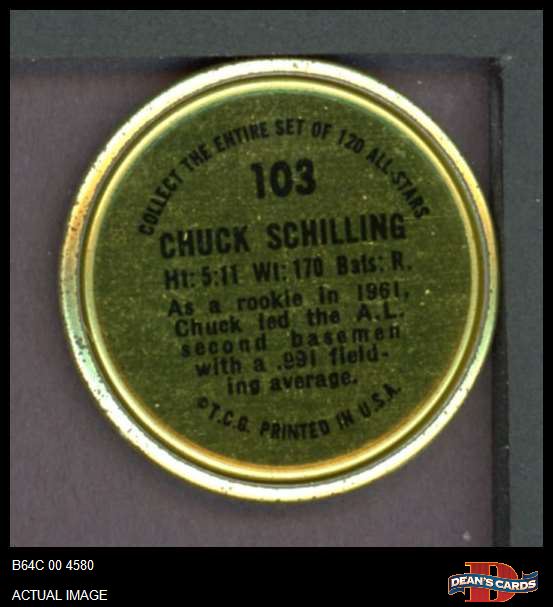 COLLECT THE ENTIRE SET OF 120 ALL-STARS
103
CHUCK SCHILLING
Ht: 5:11 Wt: 170 Bats: R.
As a rookie in 1961,
Chuck led the A.L.
second basemen
with a .991 field-
ing average.
©T.C.G. PRINTED IN U.S.A.
B64C 00 4580
ACTUAL IMAGE
D
DEAN'S CARDS